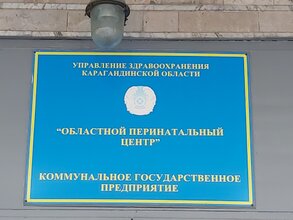 УПРАВЛЕНИЕ ЗДРАВООХРАНЕНИЯ
КАРАГАНДИНСКОЙ ОБЛАСТИ
"ОБЛАСТНОЙ ПЕРИНАТАЛЬНЫЙ
ЦЕНТР"
КОММУНАЛЬНОЕ ГОСУДАРСТВЕННОЕ
ПРЕДПРИЯТИЕ